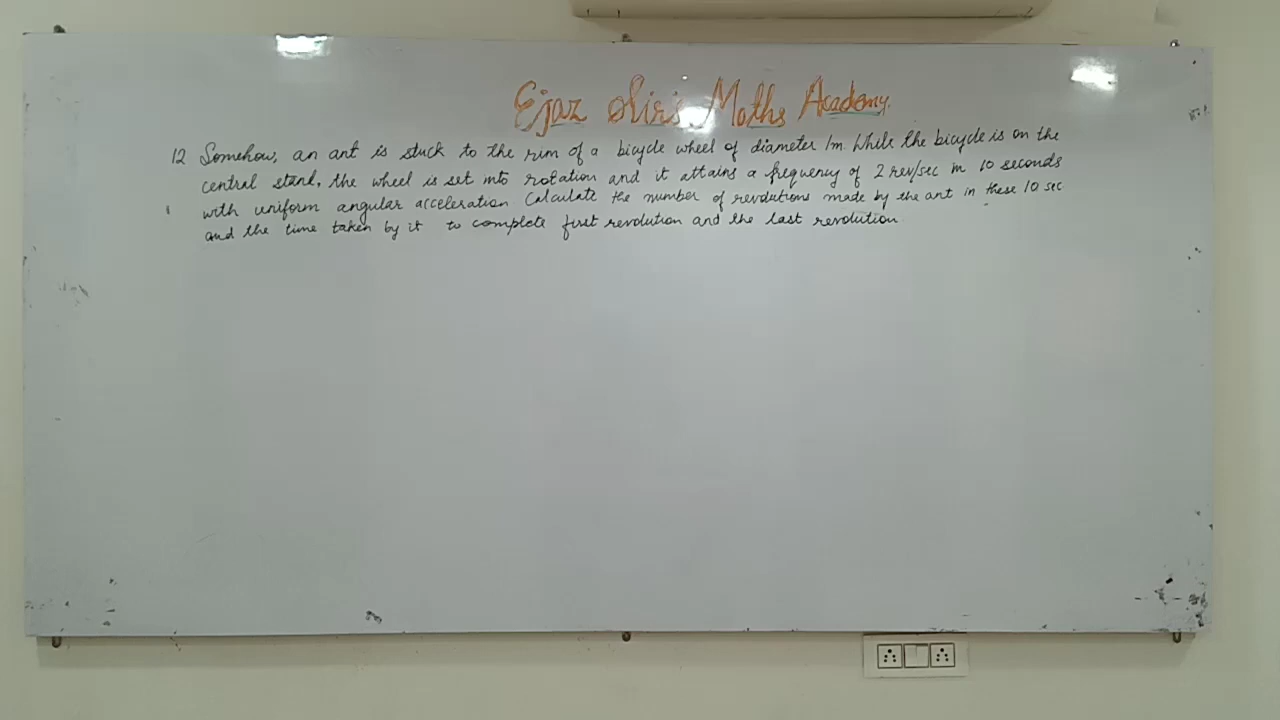 Ejaz Sir's Maths Academy.
12 Somehow, an ant is stuck to the rim of a bicycle wheel of diameter 1m. While the bicycle is on the
central stand, the wheel is set into rotation and it attains a frequency of 2 rev/sec in 10 seconds
with uniform angular acceleration Calculate the number of revolutions made by the ant in these 10 sec
and the time taken by it to complete first revolution and the last revolution.